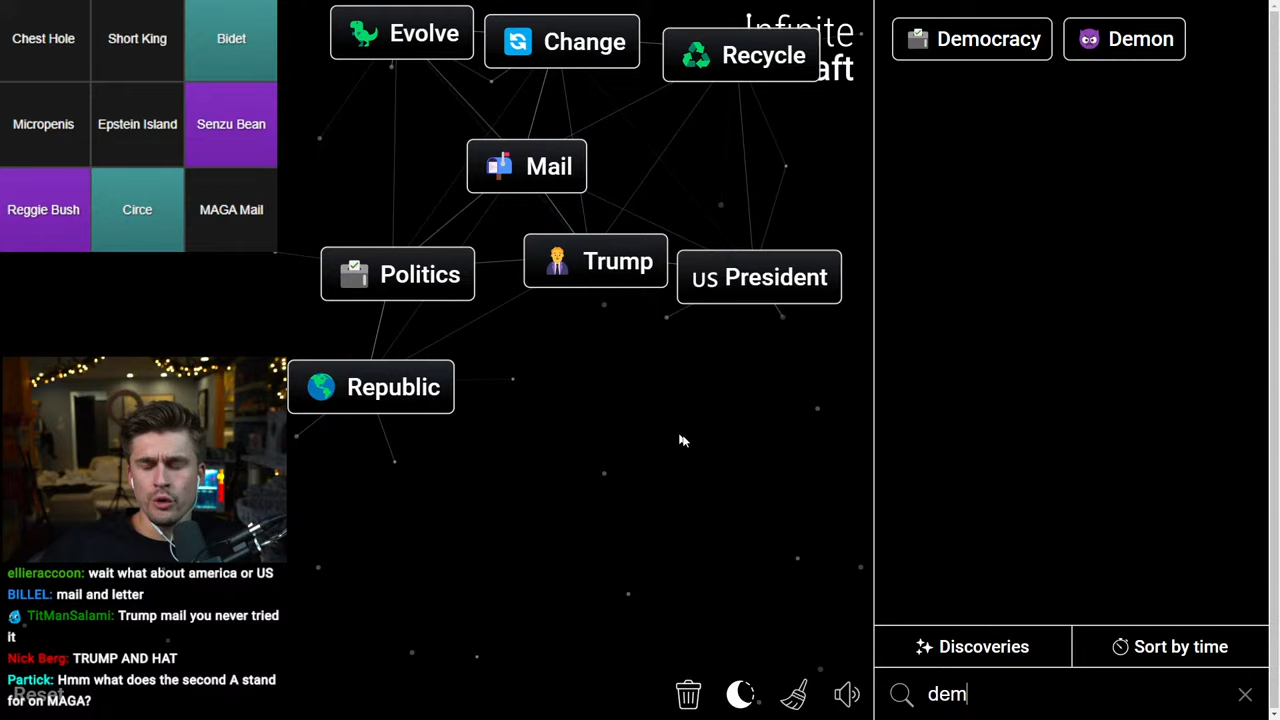 Chest Hole
Short King
Bidet
Micropenis
Epstein Island
Senzu Bean
Reggie Bush
Circe
MAGA Mail
Infinite
Craft
Evolve
Change
Recycle
Mail
Politics
Trump
US President
Republic
Democracy
Demon
ellieraccoon: wait what about america or US
BILLEL: mail and letter
TitManSalami: Trump mail you never tried
it
Nick Berg: TRUMP AND HAT
Partick: Hmm what does the second A stand
for on MAGA?
Reset
Discoveries
Sort by time
dem